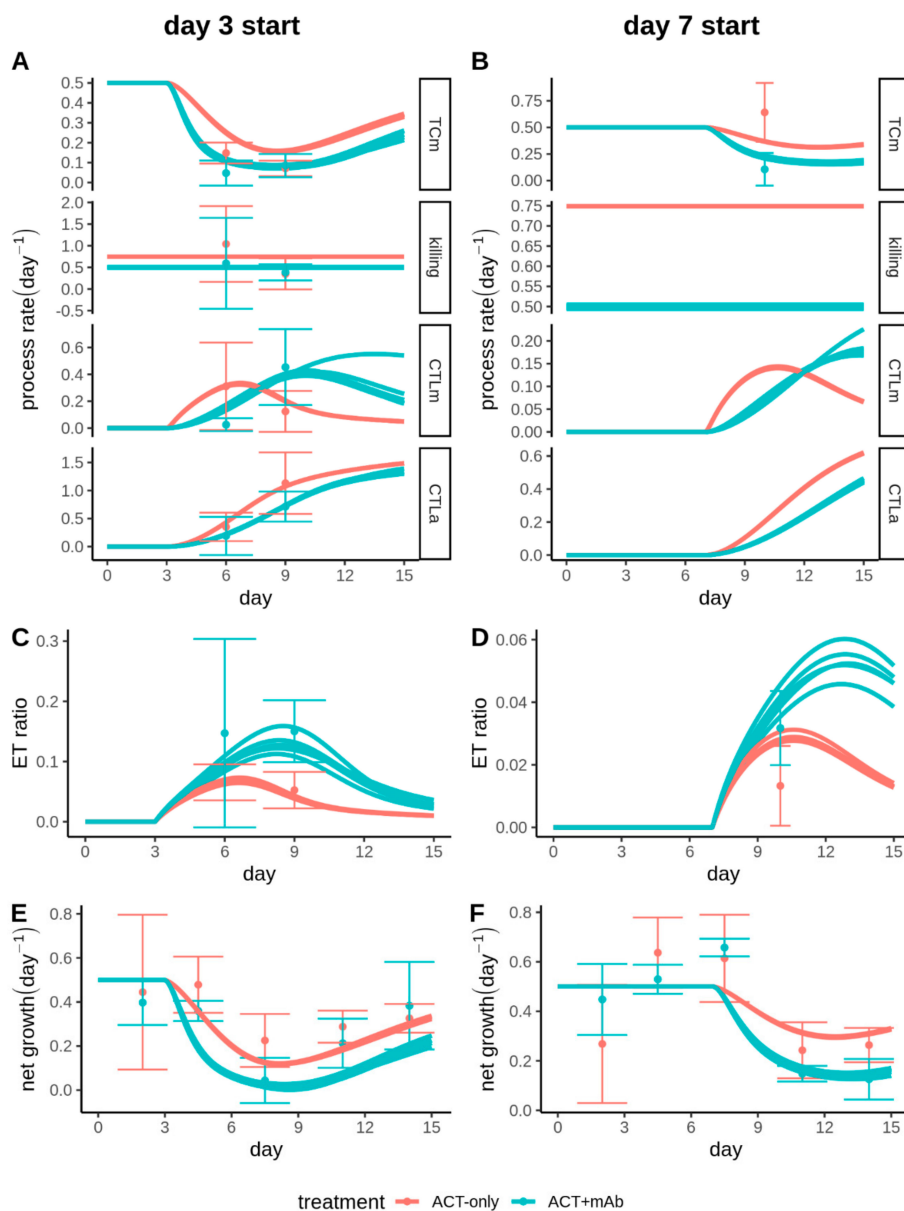 day 3 start
day 7 start
A
B
0.5
0.4
0.3
0.2
0.1
0.0
TCm
0.75
0.50
0.25
0.00
TCm
2.0
1.5
1.0
0.5
0.0
-0.5
killing
0.75
0.70
0.65
0.60
0.55
0.50
killing
process rate(day⁻¹)
process rate(day⁻¹)
0.6
0.4
0.2
0.0
CTLm
0.20
0.15
0.10
0.05
0.00
CTLm
1.5
1.0
0.5
0.0
CTLa
0.6
0.4
0.2
0.0
CTLa
0 3 6 9 12 15
day
0 3 6 9 12 15
day
C
0.3
0.2
0.1
0.0
ET ratio
0 3 6 9 12 15
day
D
0.06
0.04
0.02
0.00
ET ratio
0 3 6 9 12 15
day
E
0.8
0.6
0.4
0.2
0.0
net growth(day⁻¹)
0 3 6 9 12 15
day
F
0.8
0.6
0.4
0.2
0.0
net growth(day⁻¹)
0 3 6 9 12 15
day
treatment ACT-only ACT+mAb